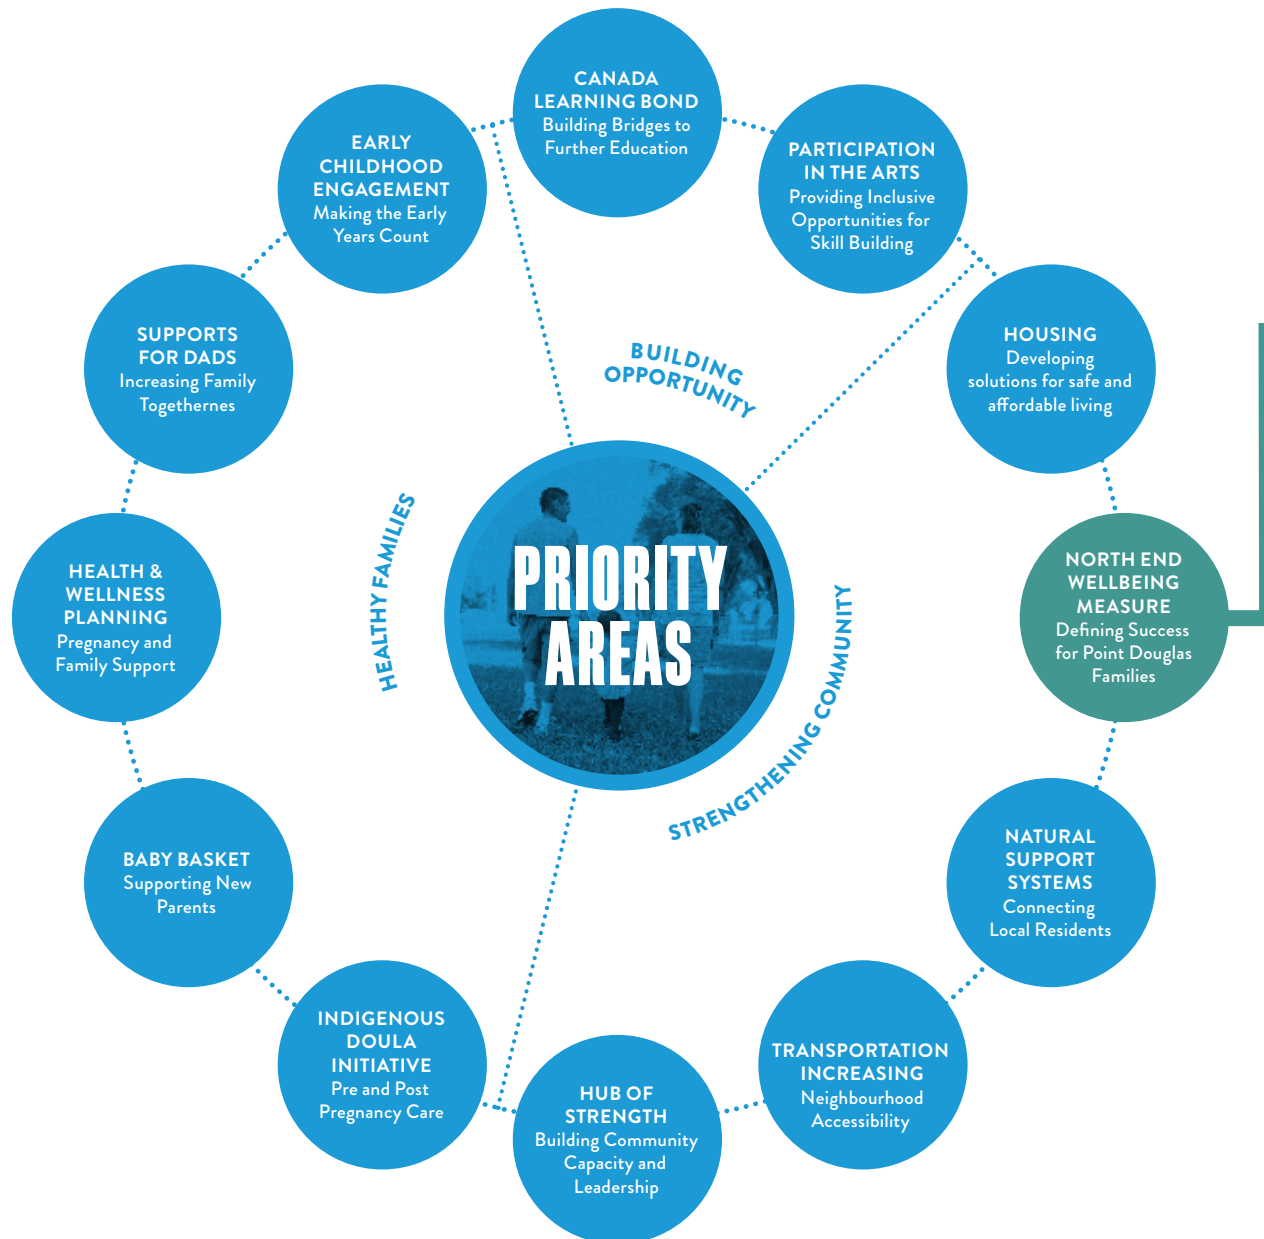 PRIORITY
AREAS
BUILDING
OPPORTUNITY
CANADA
LEARNING BOND
Building Bridges to
Further Education
PARTICIPATION
IN THE ARTS
Providing Inclusive
Opportunities for
Skill Building
STRENGTHENING COMMUNITY
HOUSING
Developing
solutions for safe and
affordable living
NORTH END
WELLBEING
MEASURE
Defining Success
for Point Douglas
Families
NATURAL
SUPPORT
SYSTEMS
Connecting
Local Residents
TRANSPORTATION
INCREASING
Neighbourhood
Accessibility
HUB OF
STRENGTH
Building Community
Capacity and
Leadership
HEALTHY FAMILIES
INDIGENOUS
DOULA
INITIATIVE
Pre and Post
Pregnancy Care
BABY BASKET
Supporting New
Parents
HEALTH &
WELLNESS
PLANNING
Pregnancy and
Family Support
SUPPORTS
FOR DADS
Increasing Family
Togethernes
EARLY
CHILDHOOD
ENGAGEMENT
Making the Early
Years Count